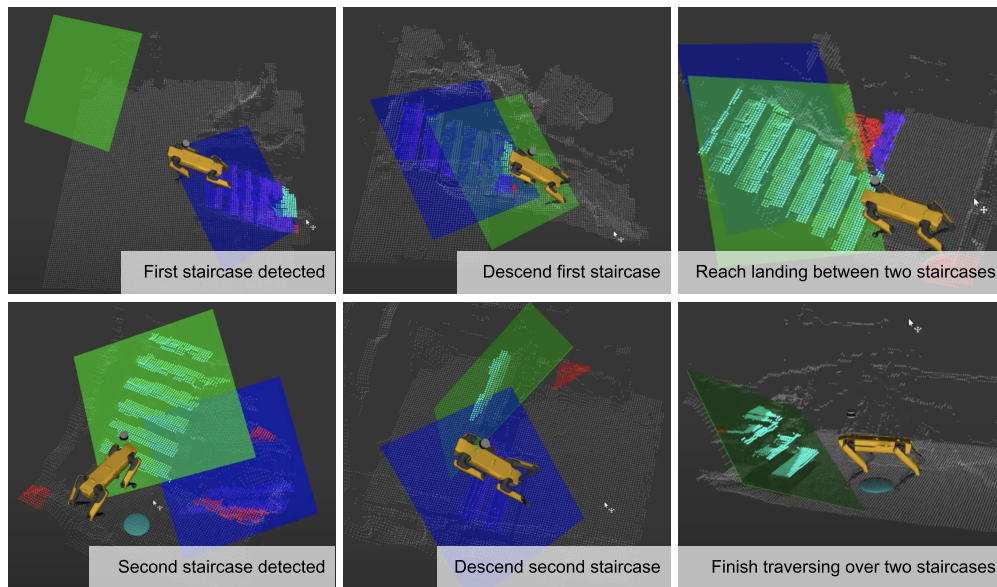 First staircase detected
Descend first staircase
Reach landing between two staircases
Second staircase detected
Descend second staircase
Finish traversing over two staircases